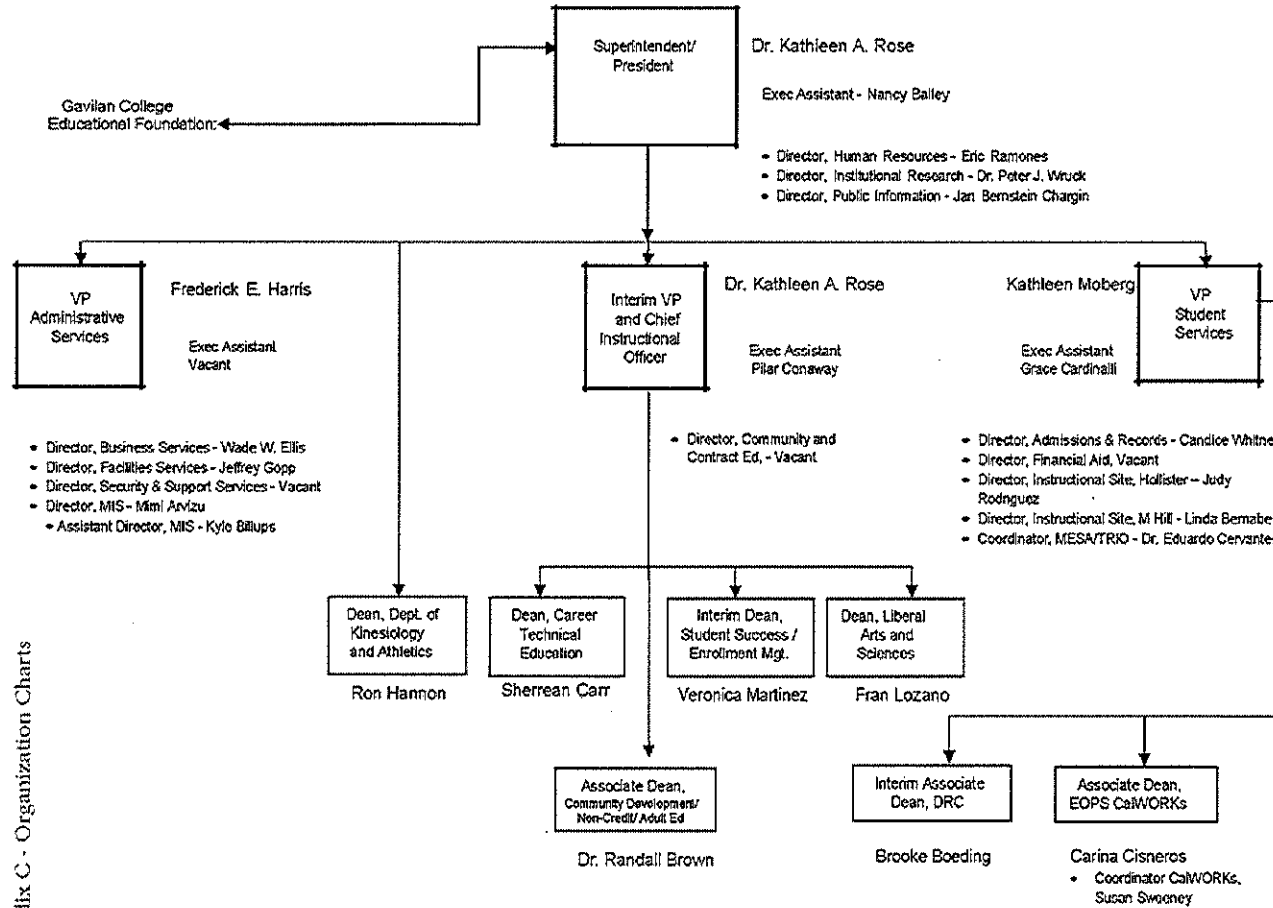 Superintendent/
President
Dr. Kathleen A. Rose
Exec Assistant - Nancy Bailey
Gavilan College
Educational Foundation
• Director, Human Resources - Eric Ramones
• Director, Institutional Research - Dr. Peter J. Wruck
• Director, Public Information - Jan Bernstein Chargin
VP
Administrative
Services
Frederick E. Harris
Exec Assistant
Vacant
Interim VP
and Chief
Instructional
Officer
Dr. Kathleen A. Rose
Exec Assistant
Pilar Conaway
Kathleen Moberg
Exec Assistant
Grace Cardinalli
VP
Student
Services
• Director, Business Services - Wade W. Ellis
• Director, Facilities Services - Jeffrey Gopp
• Director, Security & Support Services - Vacant
• Director, MIS - Mimi Arvizu
• Assistant Director, MIS - Kyle Billups
• Director, Community and
Contract Ed, - Vacant
• Director, Admissions & Records - Candice Whitne
• Director, Financial Aid, Vacant
• Director, Instructional Site, Hollister - Judy
Rodriguez
• Director, Instructional Site, M Hill - Linda Bernabe
• Coordinator, MESA/TRIO - Dr. Eduardo Cervante
Dean, Dept. of
Kinesiology
and Athletics
Ron Hannon
Dean, Career
Technical
Education
Sherrean Carr
Interim Dean,
Student Success /
Enrollment Mgt.
Veronica Martinez
Dean, Liberal
Arts and
Sciences
Fran Lozano
Associate Dean,
Community Development/
Non-Credit/ Adult Ed
Dr. Randall Brown
Interim Associate
Dean, DRC
Brooke Boeding
Associate Dean,
EOPS CalWORKs
Carina Cisneros
• Coordinator CalWORKs,
Susan Sweeney
lix C - Organization Charts